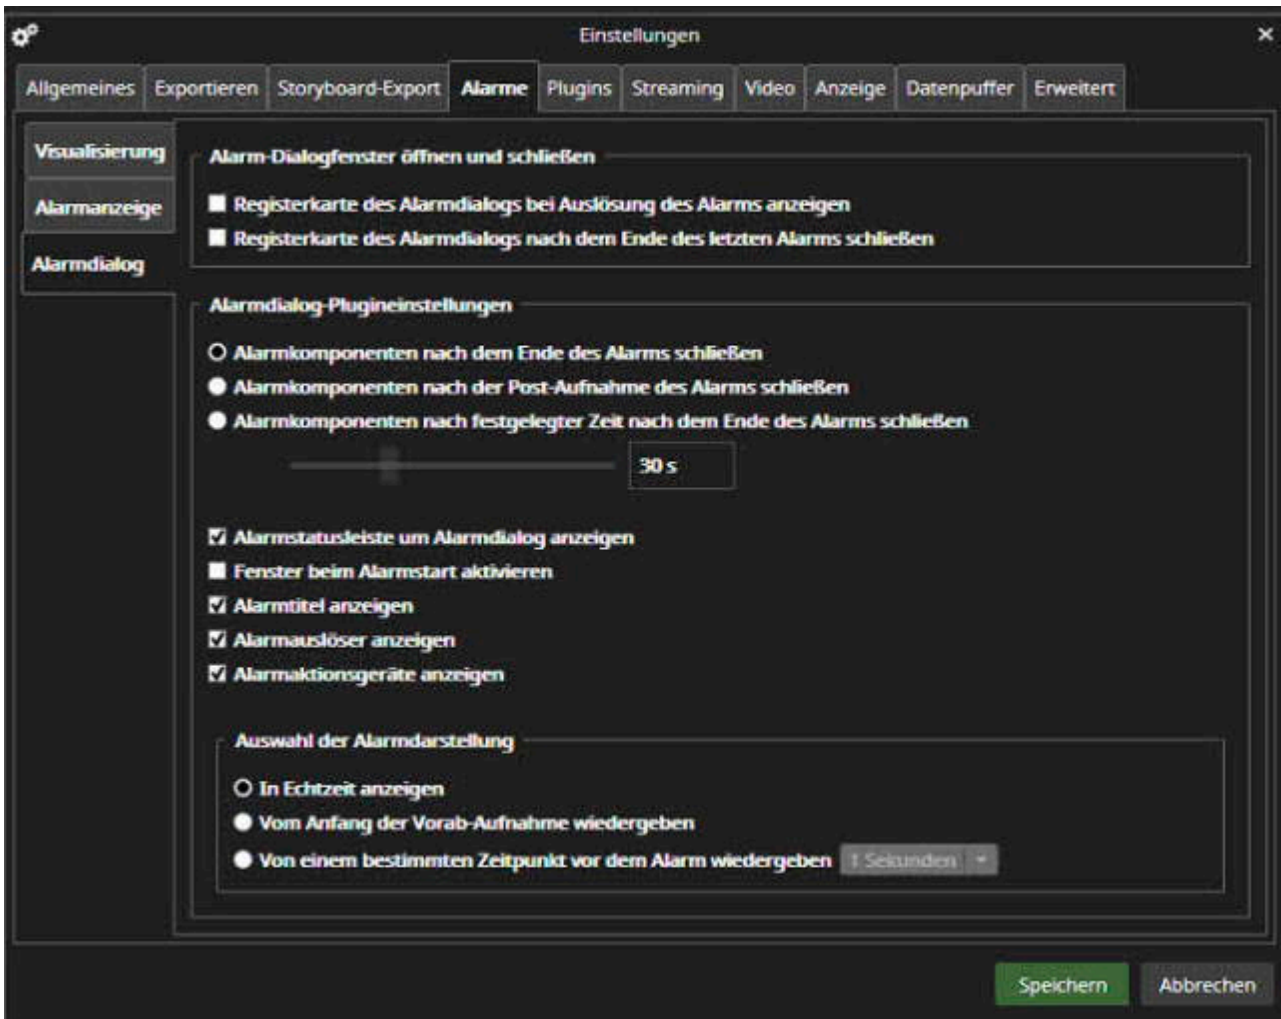 Einstellungen
Allgemeines Exportieren Storyboard-Export Alarme Plugins Streaming Video Anzeige Datenpuffer Erweitert
Visualisierung
Alarmanzeige
Alarmdialog
Alarm-Dialogfenster öffnen und schließen
Registerkarte des Alarmdialogs bei Auslösung des Alarms anzeigen
Registerkarte des Alarmdialogs nach dem Ende des letzten Alarms schließen
Alarmdialog-Plugineinstellungen
Alarmkomponenten nach dem Ende des Alarms schließen
Alarmkomponenten nach der Post-Aufnahme des Alarms schließen
Alarmkomponenten nach festgelegter Zeit nach dem Ende des Alarms schließen
30 s
Alarmstatusleiste um Alarmdialog anzeigen
Fenster beim Alarmstart aktivieren
Alarmtitel anzeigen
Alarmauslöser anzeigen
Alarmaktionsgeräte anzeigen
Auswahl der Alarmdarstellung
In Echtzeit anzeigen
Vom Anfang der Vorab-Aufnahme wiedergeben
Von einem bestimmten Zeitpunkt vor dem Alarm wiedergeben 1 Sekunden
Speichern Abbrechen